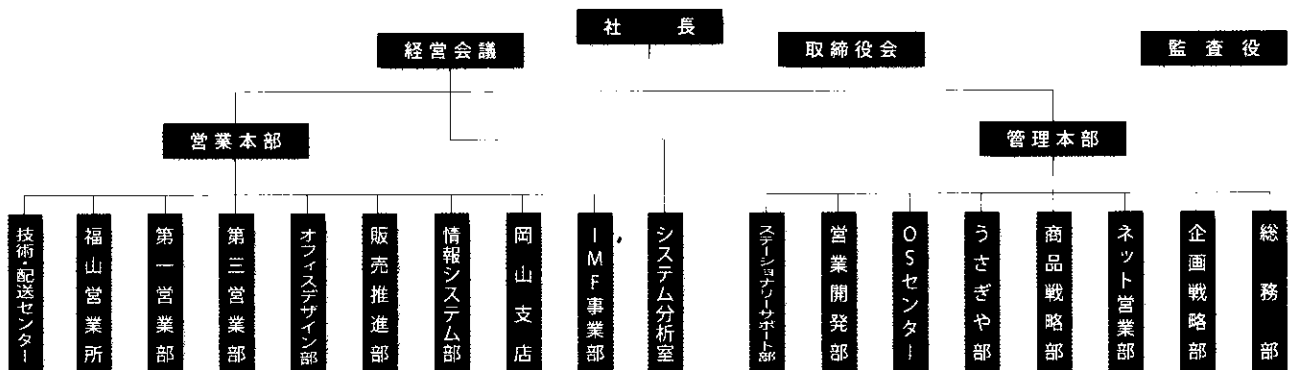 社長
経営会議
取締役会
監査役
営業本部
管理本部
技術・配送センター
福山営業所
第一営業部
第三営業部
オフィスデザイン部
販売推進部
情報システム部
岡山支店
IMF事業部
システム分析室
ステーショナリーサポート部
営業開発部
OSセンター
うさぎや部
商品戦略部
ネット営業部
企画戦略部
総務部